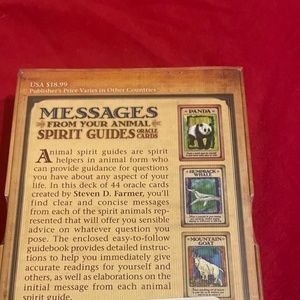 USA $18.99
Publisher's Price Varies in Other Countries
MESSAGES
FROM YOUR ANIMAL
SPIRIT GUIDES ORACLE CARDS
Animal spirit guides are spirit
helpers in animal form who
can provide guidance for questions
you have about any aspect of your
life. In this deck of 44 oracle cards
created by Steven D. Farmer, you'll
find clear and concise messages
from each of the spirit animals rep-
resented that will offer you sensible
advice on whatever question you
pose. The enclosed easy-to-follow
guidebook provides detailed instruc-
tions to help you immediately give
accurate readings for yourself and
others, as well as elaborations on the
initial message from each animal
spirit guide.
PANDA
HUMPBACK
WHALE
MOUNTAIN
GOAT